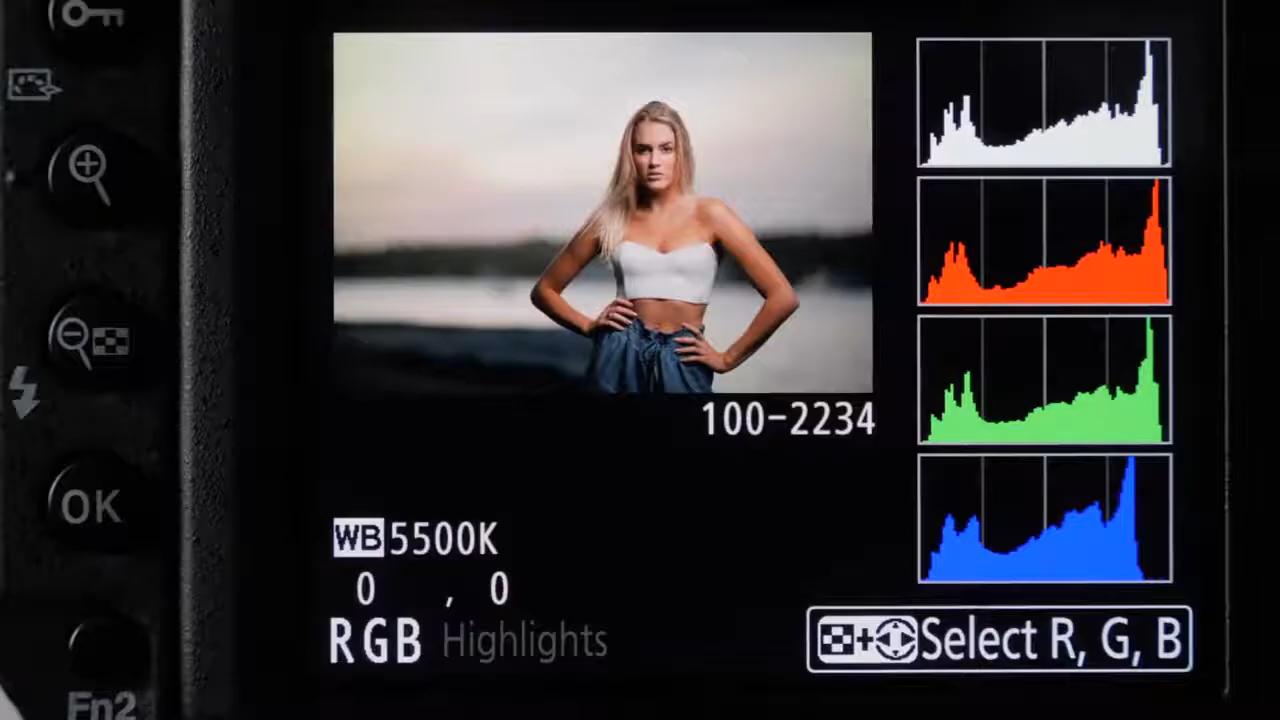 100-2234
WB 5500K
0 , 0
RGB Highlights
Select R, G, B
OK
Fn2